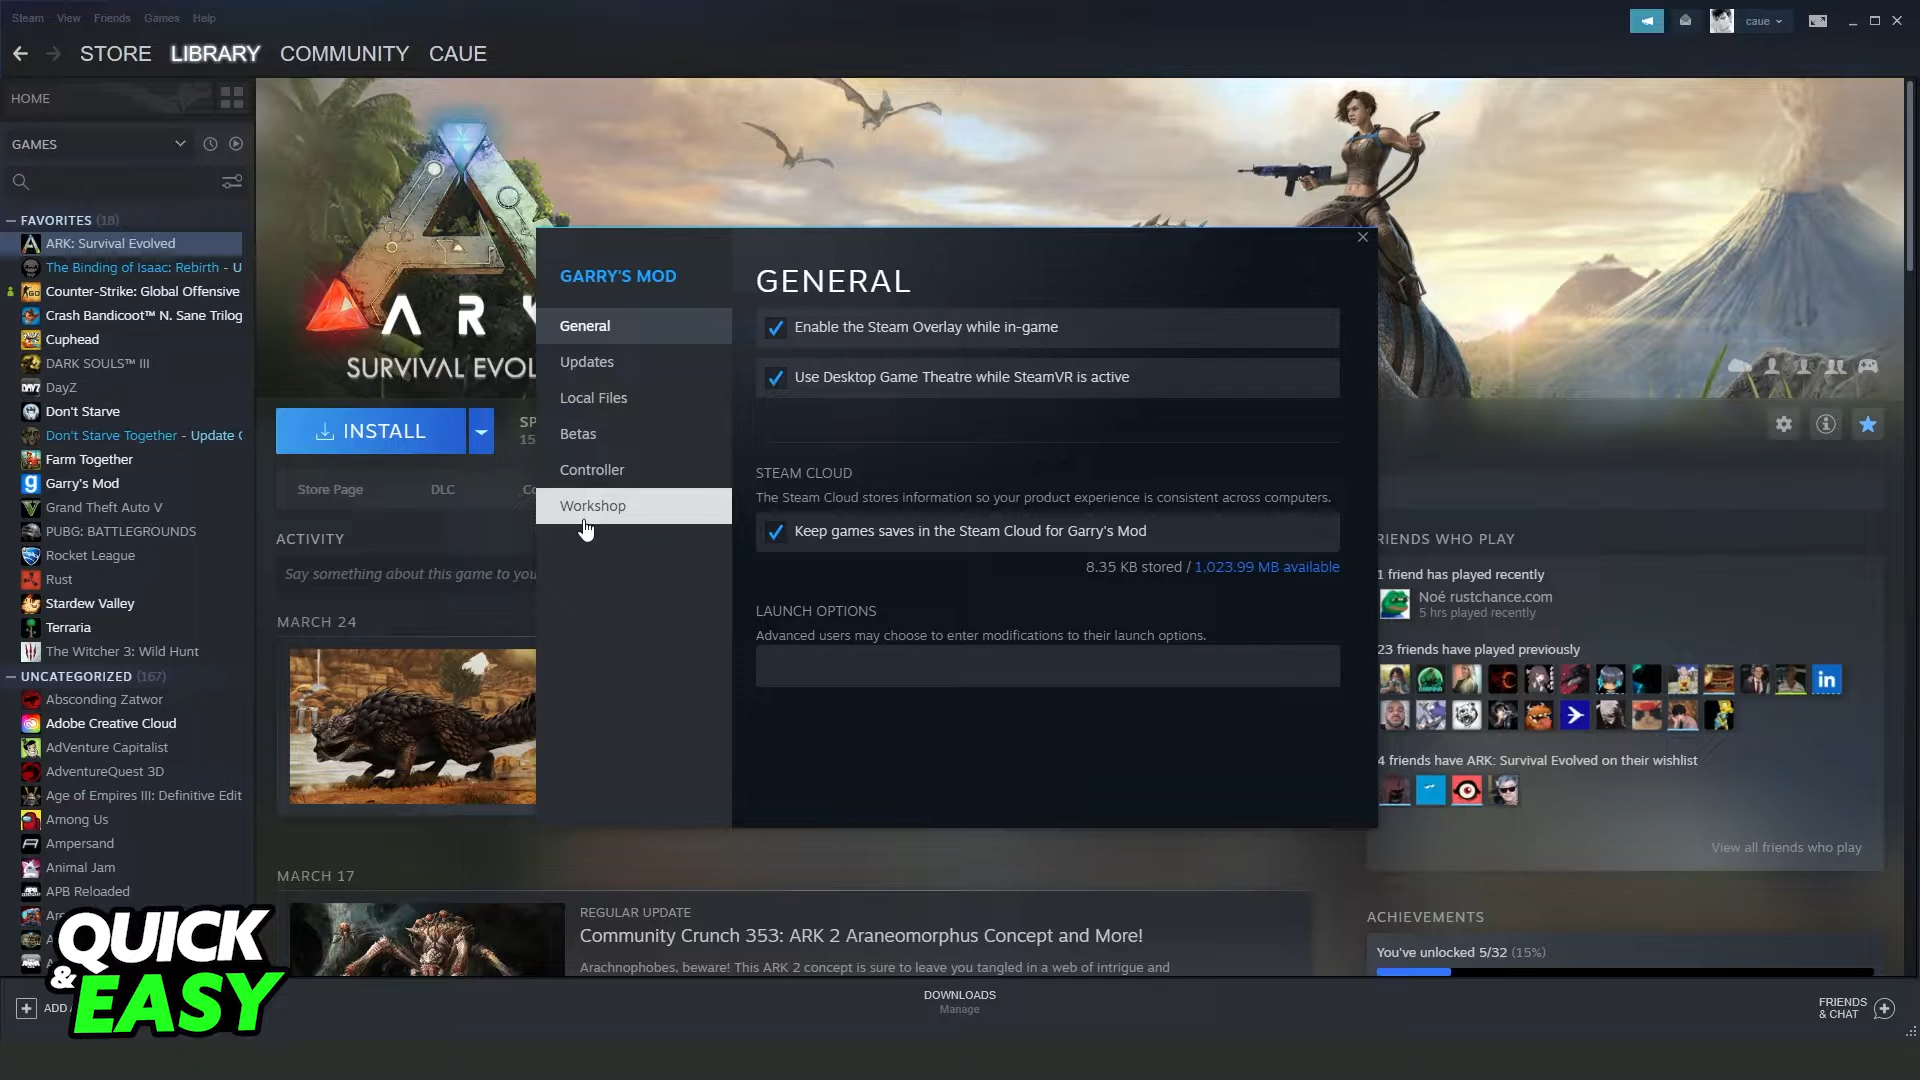 Steam View Friends Games Help
caue
STORE LIBRARY COMMUNITY CAUE
HOME
GAMES
FAVORITES (18)
ARK: Survival Evolved
The Binding of Isaac: Rebirth - U
Counter-Strike: Global Offensive
Crash Bandicoot™ N. Sane Trilog
Cuphead
DARK SOULS™ III
DayZ
Don't Starve
Don't Starve Together - Update
Farm Together
Garry's Mod
Grand Theft Auto V
PUBG: BATTLEGROUNDS
Rocket League
Rust
Stardew Valley
Terraria
The Witcher 3: Wild Hunt
UNCATEGORIZED (167)
Absconding Zatwor
Adobe Creative Cloud
AdVenture Capitalist
AdventureQuest 3D
Age of Empires III: Definitive Edit
Among Us
Ampersand
Animal Jam
APB Reloaded
QUICK
& EASY
ARK
SURVIVAL EVOL
INSTALL
SP
15
Store Page DLC Co
ACTIVITY
Say something about this game to you
MARCH 24
MARCH 17
REGULAR UPDATE
Community Crunch 353: ARK 2 Araneomorphus Concept and More!
Arachnophobes, beware! This ARK 2 concept is sure to leave you tangled in a web of intrigue and
GARRY'S MOD
General
Updates
Local Files
Betas
Controller
Workshop
GENERAL
Enable the Steam Overlay while in-game
Use Desktop Game Theatre while SteamVR is active
STEAM CLOUD
The Steam Cloud stores information so your product experience is consistent across computers.
Keep games saves in the Steam Cloud for Garry's Mod
8.35 KB stored / 1,023.99 MB available
LAUNCH OPTIONS
Advanced users may choose to enter modifications to their launch options.
RIENDS WHO PLAY
1 friend has played recently
Noé rustchance.com
5 hrs played recently
23 friends have played previously
in
4 friends have ARK: Survival Evolved on their wishlist
View all friends who play
ACHIEVEMENTS
You've unlocked 5/32 (15%)
ADD A
DOWNLOADS
Manage
FRIENDS
& CHAT